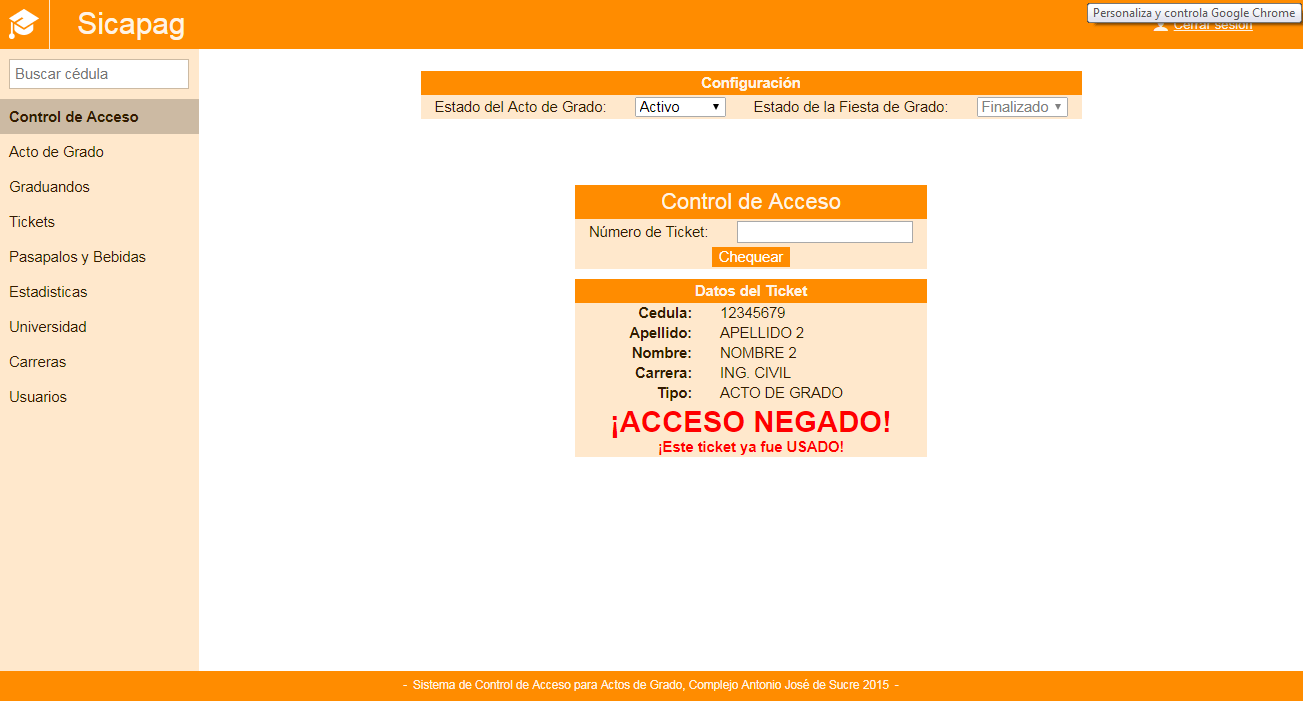 Sicapag
Personaliza y controla Google Chrome
Cerrar sesión
Buscar cédula
Control de Acceso
Acto de Grado
Graduandos
Tickets
Pasapalos y Bebidas
Estadisticas
Universidad
Carreras
Usuarios
Configuración
Estado del Acto de Grado: Activo Estado de la Fiesta de Grado: Finalizado
Control de Acceso
Número de Ticket:
Chequear
Datos del Ticket
Cedula: 12345679
Apellido: APELLIDO 2
Nombre: NOMBRE 2
Carrera: ING. CIVIL
Tipo: ACTO DE GRADO
¡ACCESO NEGADO!
¡Este ticket ya fue USADO!
- Sistema de Control de Acceso para Actos de Grado, Complejo Antonio José de Sucre 2015 -